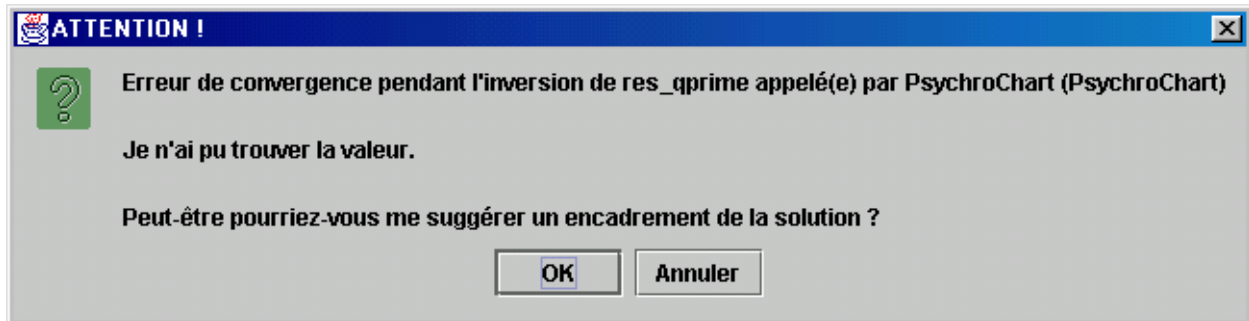 ATTENTION !
Erreur de convergence pendant l'inversion de res_qprime appelé(e) par PsychroChart (PsychroChart)
Je n'ai pu trouver la valeur.
Peut-être pourriez-vous me suggérer un encadrement de la solution ?
OK Annuler